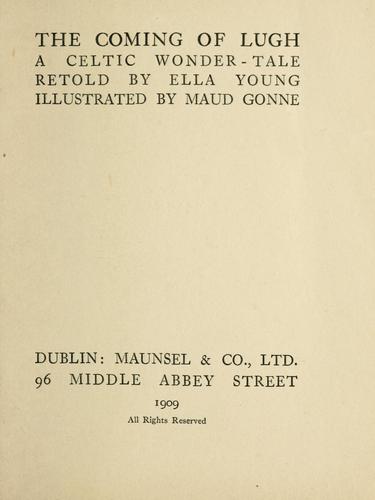 THE COMING OF LUGH
A CELTIC WONDER-TALE
RETOLD BY ELLA YOUNG
ILLUSTRATED BY MAUD GONNE
DUBLIN: MAUNSEL & CO., LTD.
96 MIDDLE ABBEY STREET
1909
All Rights Reserved